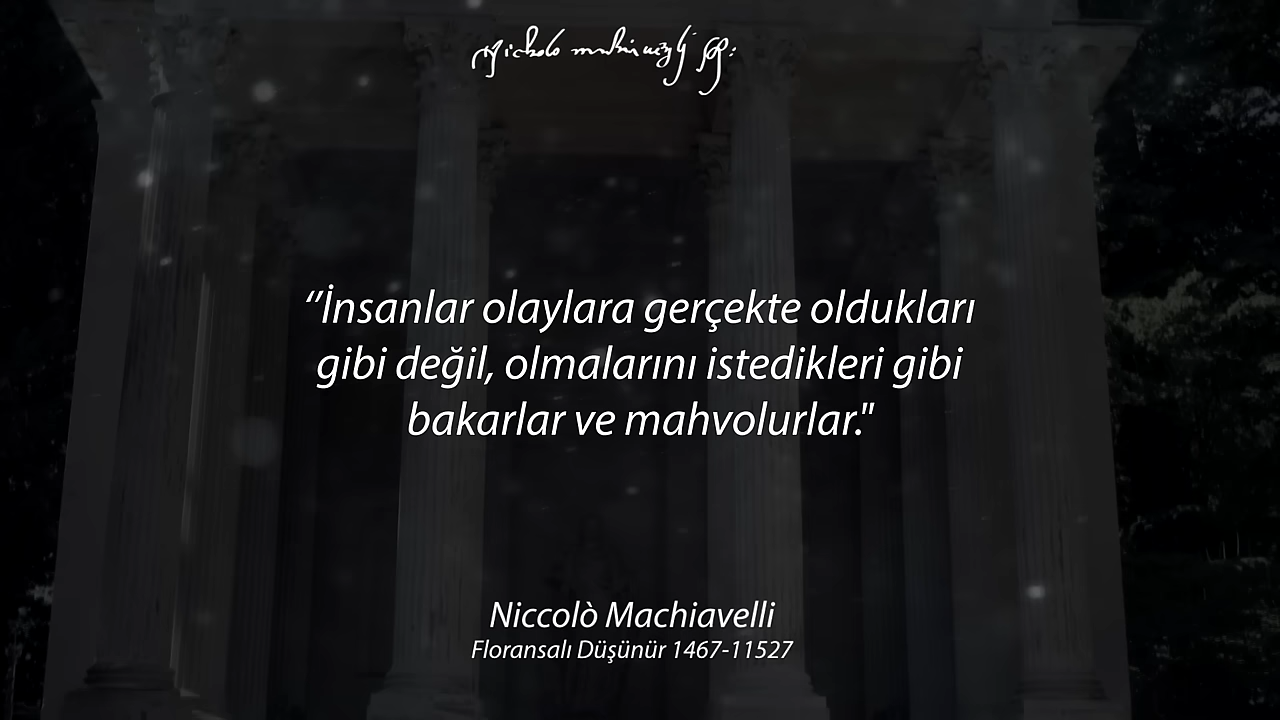 ‘’İnsanlar olaylara gerçekte oldukları
gibi değil, olmalarını istedikleri gibi
bakarlar ve mahvolurlar."
Niccolò Machiavelli
Floransalı Düşünür 1467-11527